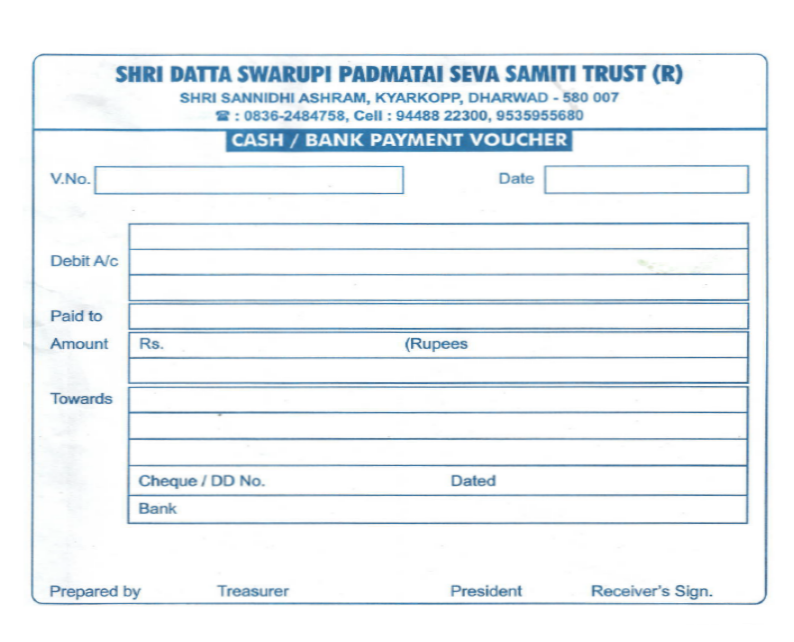 SHRI DATTA SWARUPI PADMATAI SEVA SAMITI TRUST (R)
SHRI SANNIDHI ASHRAM, KYARKOPP, DHARWAD - 580 007
☎ : 0836-2484758, Cell : 94488 22300, 9535955680
CASH / BANK PAYMENT VOUCHER
V.No. Date
Debit A/c
Paid to
Amount Rs. (Rupees
Towards
Cheque / DD No. Dated
Bank
Prepared by Treasurer President Receiver's Sign.